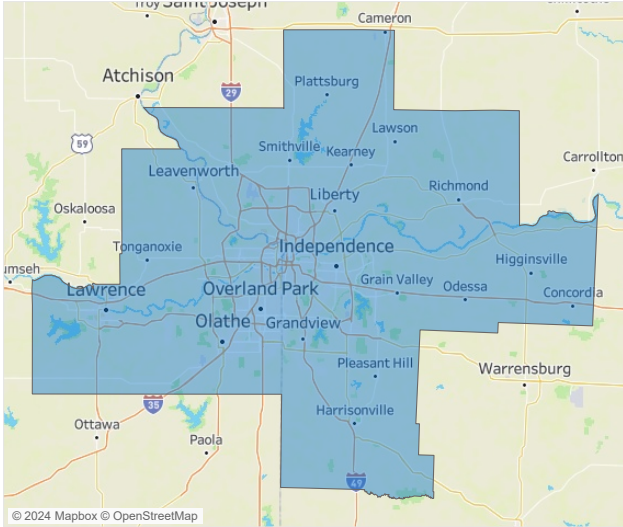 Troy
Saint Joseph
Cameron
Atchison
29
Plattsburg
59
Lawson
Smithville
Kearney
Carrollton
Leavenworth
Richmond
Liberty
Oskaloosa
Tonganoxie
Independence
Higginsville
umseh
Grain Valley
Lawrence
Overland Park
Odessa
Concordia
Olathe
Grandview
Pleasant Hill
Warrensburg
35
Harrisonville
Ottawa
Paola
49
© 2024 Mapbox © OpenStreetMap